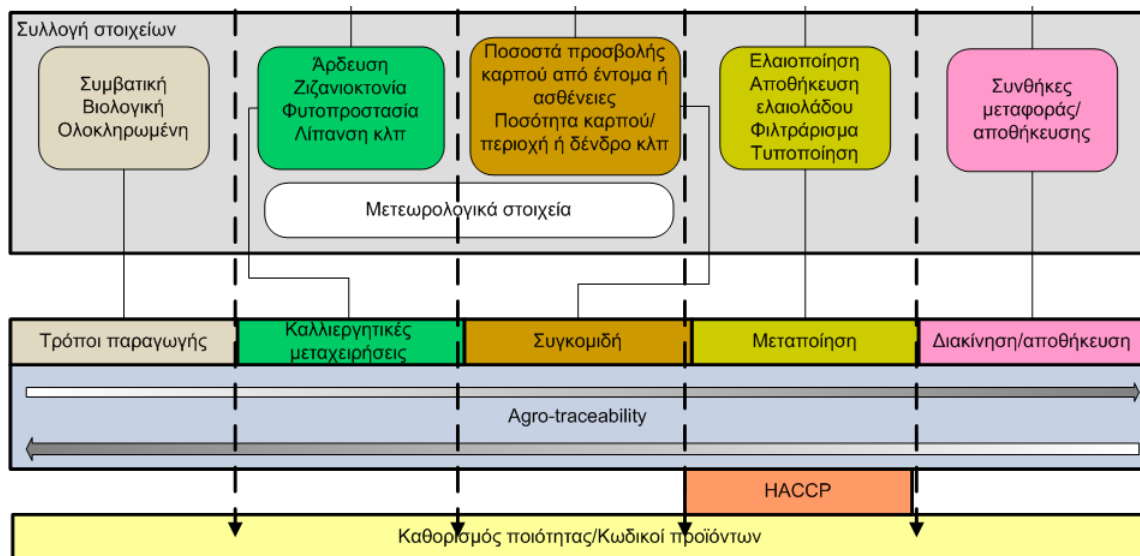 Συλλογή στοιχείων
Συμβατική
Βιολογική
Ολοκληρωμένη
Άρδευση
Ζιζανιοκτονία
Φυτοπροστασία
Λίπανση κλπ
Ποσοστά προσβολής
καρπού από έντομα ή
ασθένειες
Ποσότητα καρπού/
περιοχή ή δένδρο κλπ
Ελαιοποίηση
Αποθήκευση
ελαιολάδου
Φιλτράρισμα
Τυποποίηση
Συνθήκες
μεταφοράς/
αποθήκευσης
Μετεωρολογικά στοιχεία
Τρόποι παραγωγής
Καλλιεργητικές
μεταχειρήσεις
Συγκομιδή
Μεταποίηση
Διακίνηση/αποθήκευση
Agro-traceability
HACCP
Καθορισμός ποιότητας/Κωδικοί προϊόντων